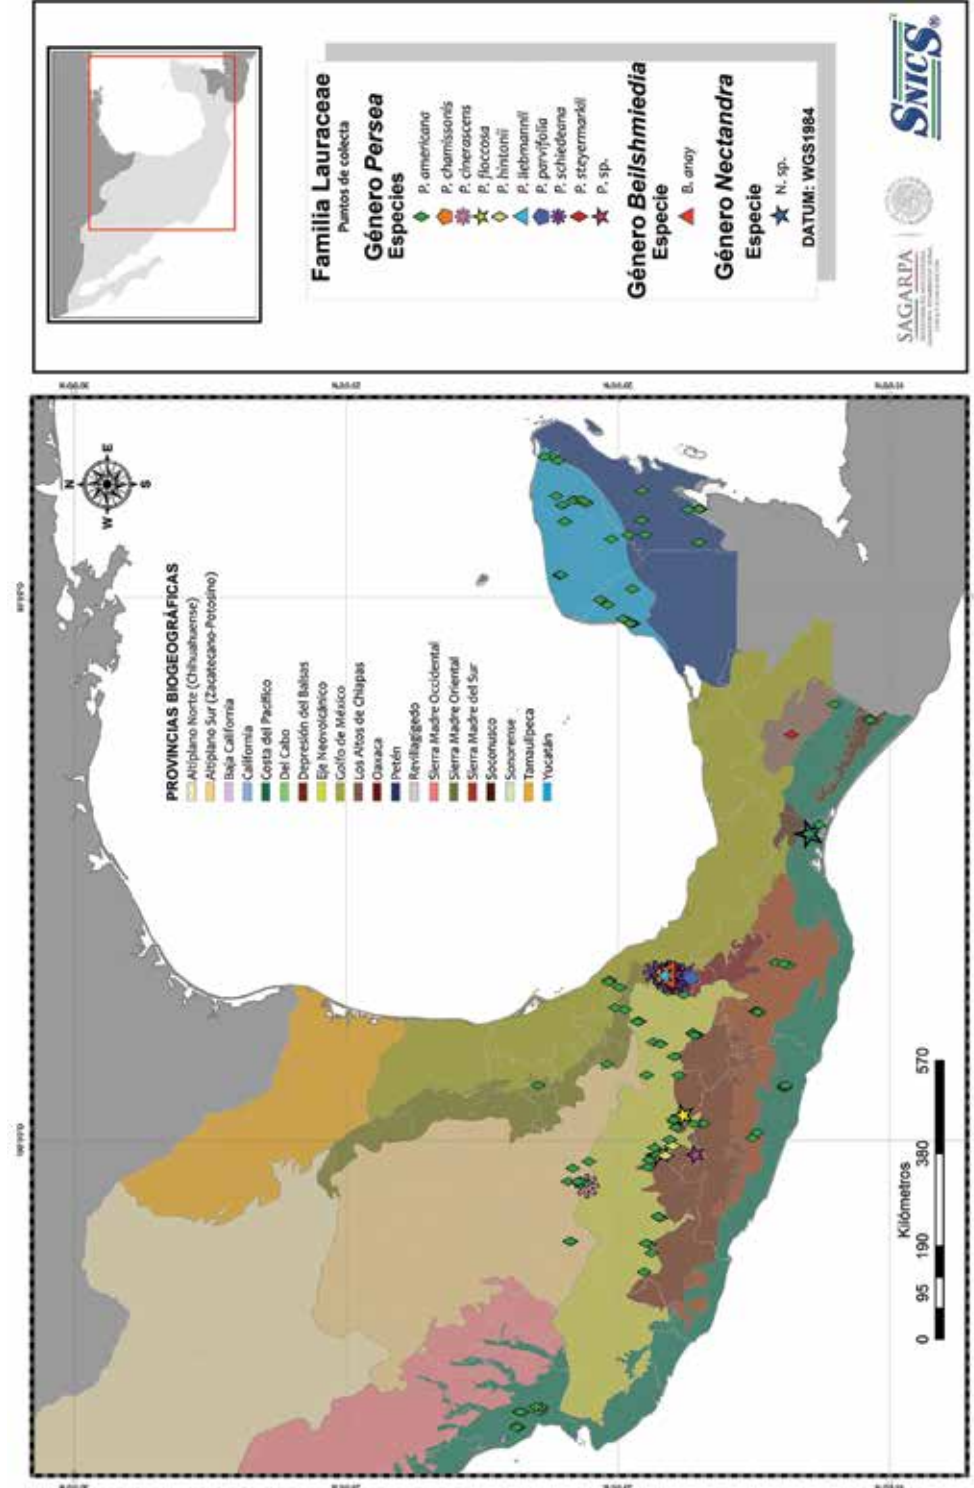 N
W E
S
PROVINCIAS BIOGEOGRÁFICAS
Altiplano Norte (Chihuahuense)
Altiplano Sur (Zacatecano-Potosino)
Baja California
California
Costa del Pacífico
Del Cabo
Depresión del Balsas
Eje Neovolcánico
Golfo de México
Los Altos de Chiapas
Oaxaca
Petén
Revillagigedo
Sierra Madre Occidental
Sierra Madre Oriental
Sierra Madre del Sur
Soconusco
Sonorense
Tamaulipeca
Yucatán
0 95 190 380 570
Kilómetros
Familia Lauraceae
Puntos de colecta
Género Persea
Especies
P. americana
P. chamissonis
P. cinerascens
P. floccosa
P. hintonii
P. liebmannii
P. parvifolia
P. schiedeana
P. steyermarkii
P. sp.
Género Beilshmiedia
Especie
B. anay
Género Nectandra
Especie
N. sp.
DATUM: WGS1984
SAGARPA
SNICS®